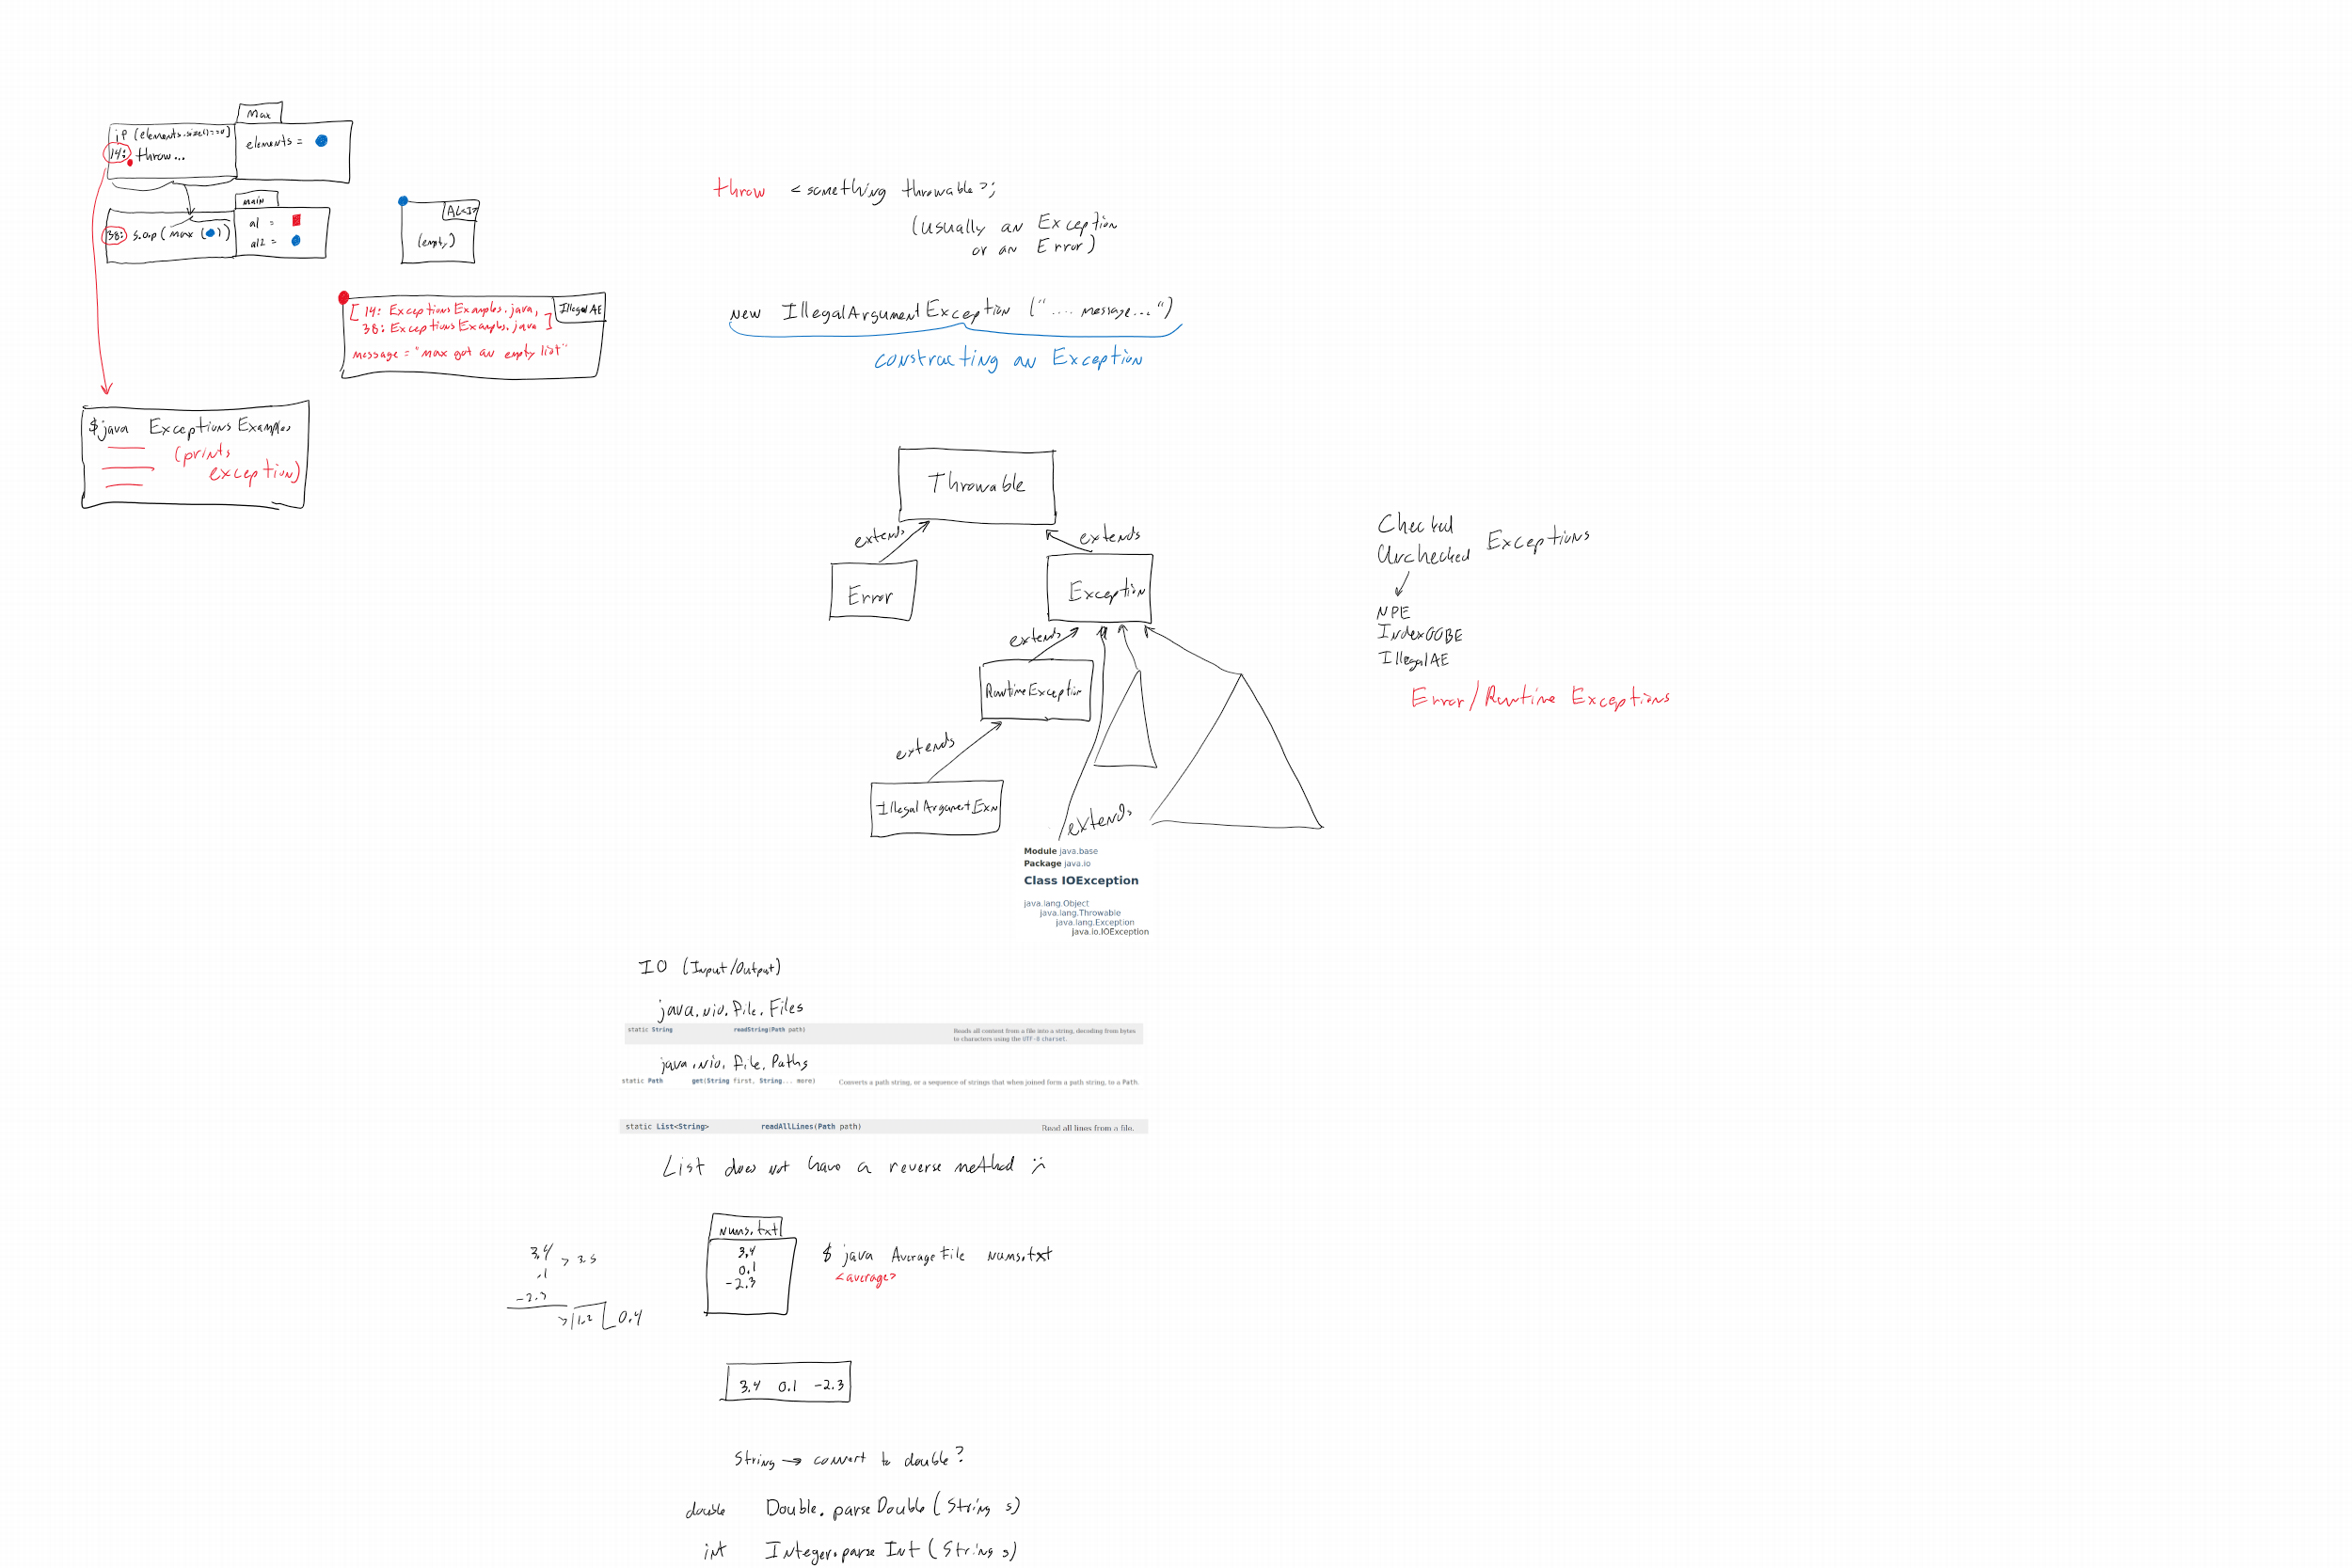 Max
if (elements.size()==0)
14: throw...
elements =
main
38: S.o.p(max( ))
al =
al2 =
AL<I>
(empty)
[ 14: ExceptionsExamples.java,
38: ExceptionsExamples.java ]
IllegalAE
message = "max got an empty list"
$java ExceptionsExamples
(prints
exception)
throw <something throwable>;
(usually an Exception
or an Error)
new IllegalArgumentException ("....message...")
constructing an Exception
Throwable
extends
extends
Error
Exception
extends
RuntimeException
extends
IllegalArgumentExn
extends
Checked
Unchecked Exceptions
NPE
IndexOOBE
IllegalAE
Error/Runtime Exceptions
Module java.base
Package java.io
Class IOException
java.lang.Object
java.lang.Throwable
java.lang.Exception
java.io.IOException
IO (Input/Output)
java.nio.file.Files
static String readString(Path path) Reads all content from a file into a string, decoding from bytes
to characters using the UTF-8 charset.
java.nio.file.Paths
static Path get(String first, String... more) Converts a path string, or a sequence of strings that when joined form a path string, to a Path.
static List<String> readAllLines(Path path) Read all lines from a file.
List does not have a reverse method :(
nums.txt
3.4
0.1
-2.3
$ java AverageFile nums.txt
<average>
3.4 > 3.5
.1
-2.3
> 1.2 0.4
3.4 0.1 -2.3
String → convert to double?
double Double.parseDouble(String s)
int Integer.parseInt(String s)